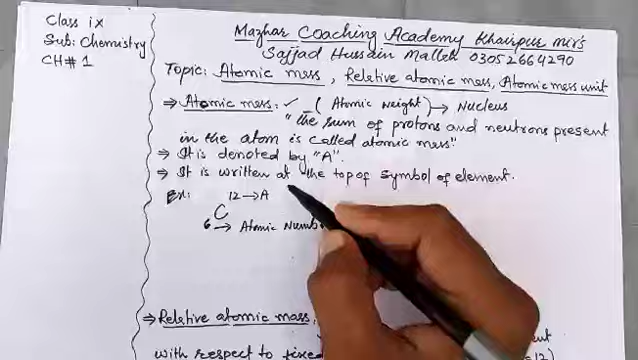 Class ix
Sub: Chemistry
CH# 1
Mazhar Coaching Academy Khairpur mir's
Sajjad Hussain Mallah 03052664290
Topic: Atomic mass, Relative atomic mass, Atomic mass unit
⇒ Atomic mass: ✓ (Atomic weight) → Nucleus
"the sum of protons and neutrons present
in the atom is called atomic mass"
⇒ It is denoted by "A".
⇒ It is written at the top of symbol of element.
Ex: 12 → A
C
6 → Atomic Numb
⇒ Relative atomic mass:
with respect to fixed